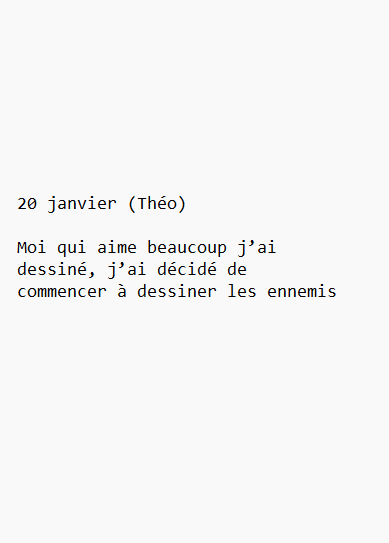 20 janvier (Théo)
Moi qui aime beaucoup j’ai
dessiné, j’ai décidé de
commencer à dessiner les ennemis